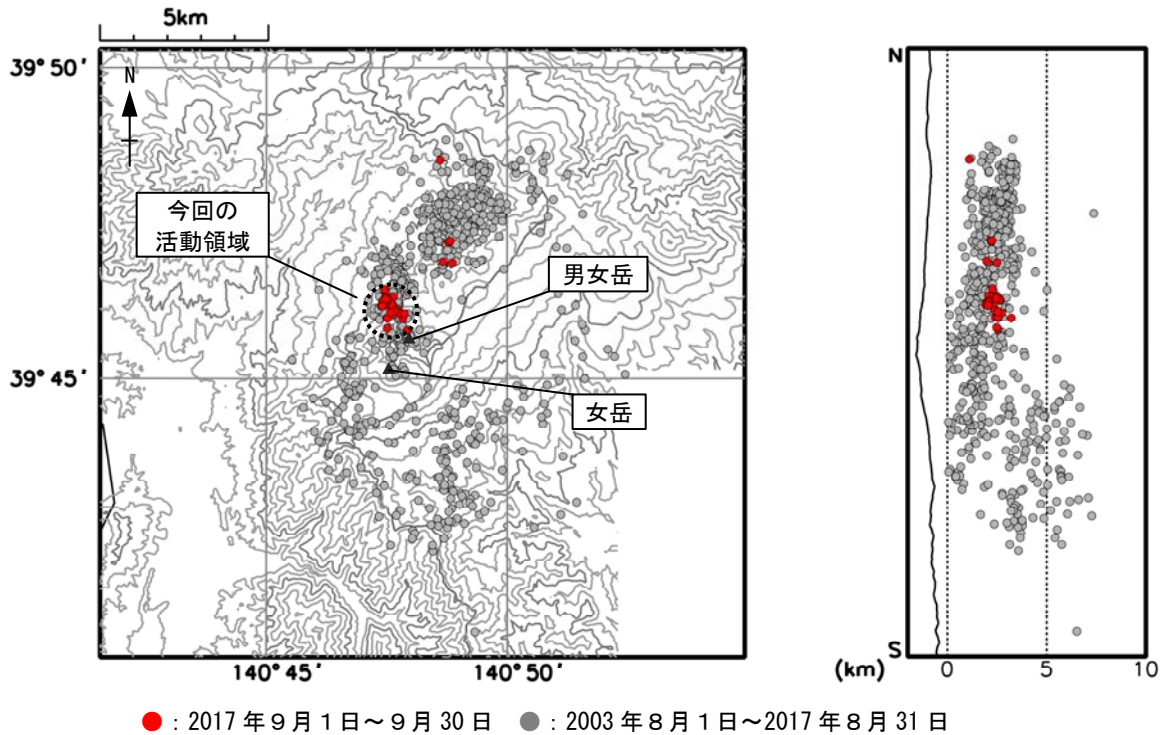 5km
39°50′
N
今回の
活動領域
男女岳
39°45′
女岳
140°45′ 140°50′
N
S
(km) 0 5 10
：2017 年９月１日～９月 30 日 ：2003 年８月１日～2017 年８月 31 日